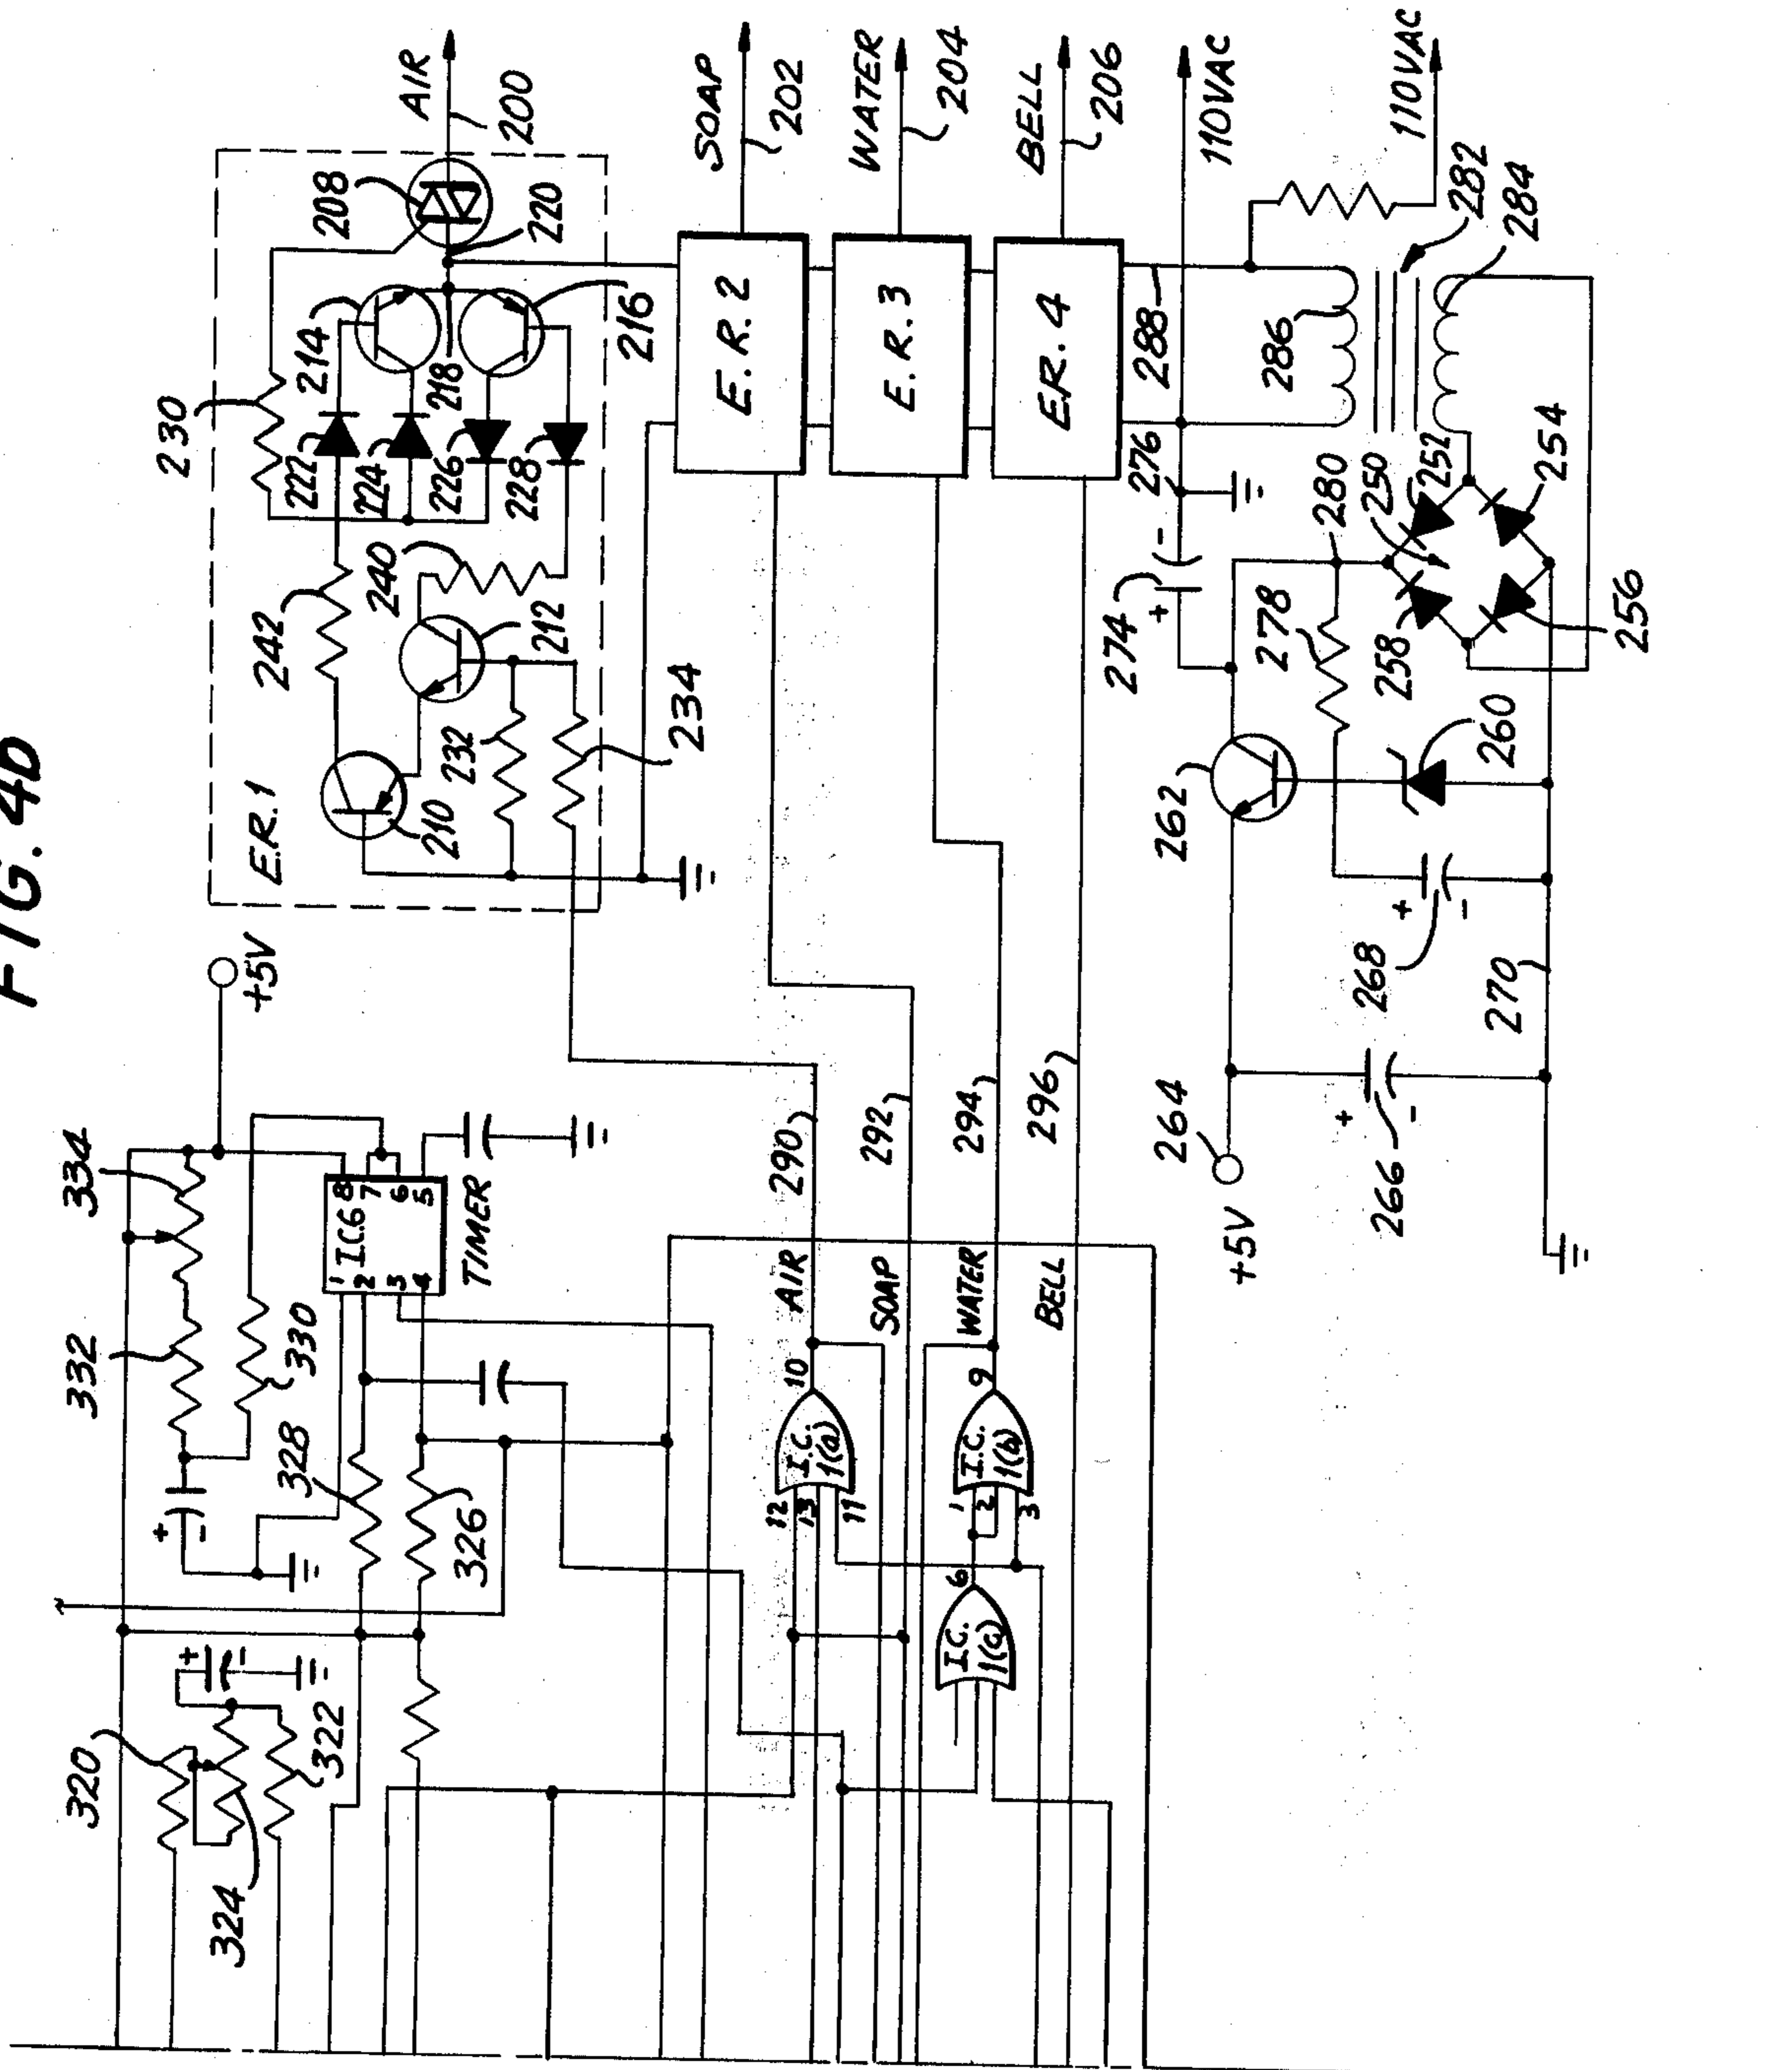 FIG. 4D
334
332
330
328
326
320
322
324
+
-
+
-
+5V
1 I.C.6 8
2 7
3 6
4 5
TIMER
E.R.1
230
242
240
222
224
226
228
214
218
216
208
220
210
212
232
234
AIR
200
SOAP
202
WATER
204
BELL
206
110VAC
110VAC
E.R.2
E.R.3
E.R.4
AIR
290
SOAP
292
WATER
294
BELL
296
12
13
11
I.C.
1(a)
10
1
2
3
I.C.
1(b)
9
I.C.
1(c)
6
288
286
282
284
276
274
+
-
280
278
250
252
254
256
258
260
262
+5V
264
266
+
-
268
+
-
270